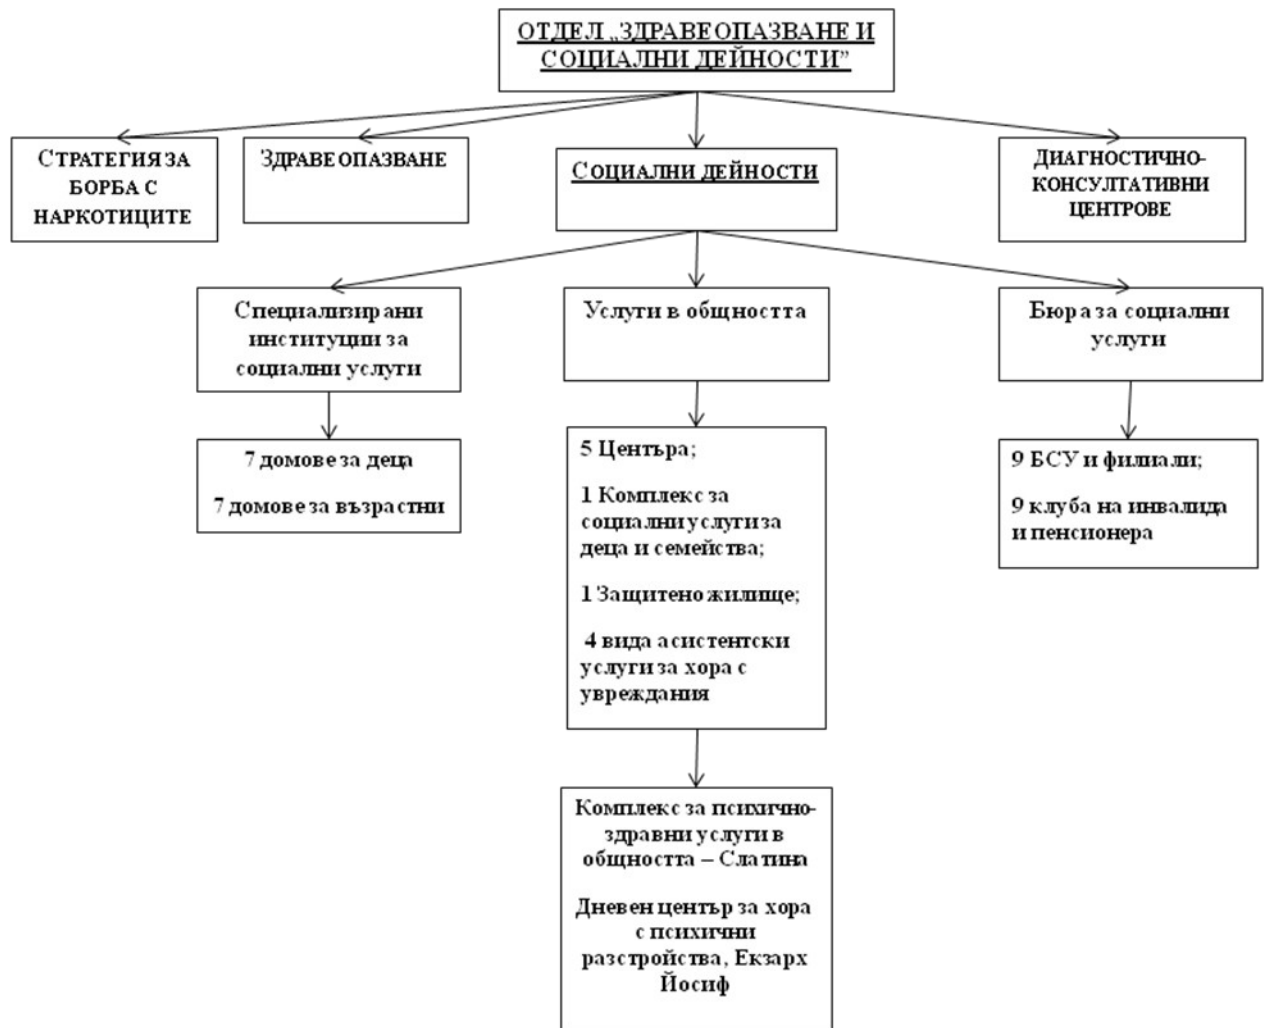 ОТДЕЛ „ЗДРАВЕОПАЗВАНЕ И
СОЦИАЛНИ ДЕЙНОСТИ”
СТРАТЕГИЯ ЗА
БОРБА С
НАРКОТИЦИТЕ
ЗДРАВЕОПАЗВАНЕ
СОЦИАЛНИ ДЕЙНОСТИ
ДИАГНОСТИЧНО-
КОНСУЛТАТИВНИ
ЦЕНТРОВЕ
Специализирани
институции за
социални услуги
Услуги в общността
Бюра за социални
услуги
7 домове за деца
7 домове за възрастни
5 Центъра;
1 Комплекс за
социални услуги за
деца и семейства;
1 Защитено жилище;
4 вида асистентски
услуги за хора с
увреждания
9 БСУ и филиали;
9 клуба на инвалида
и пенсионера
Комплекс за психично-
здравни услуги в
общността – Слатина
Дневен център за хора
с психични
разстройства, Екзарх
Йосиф